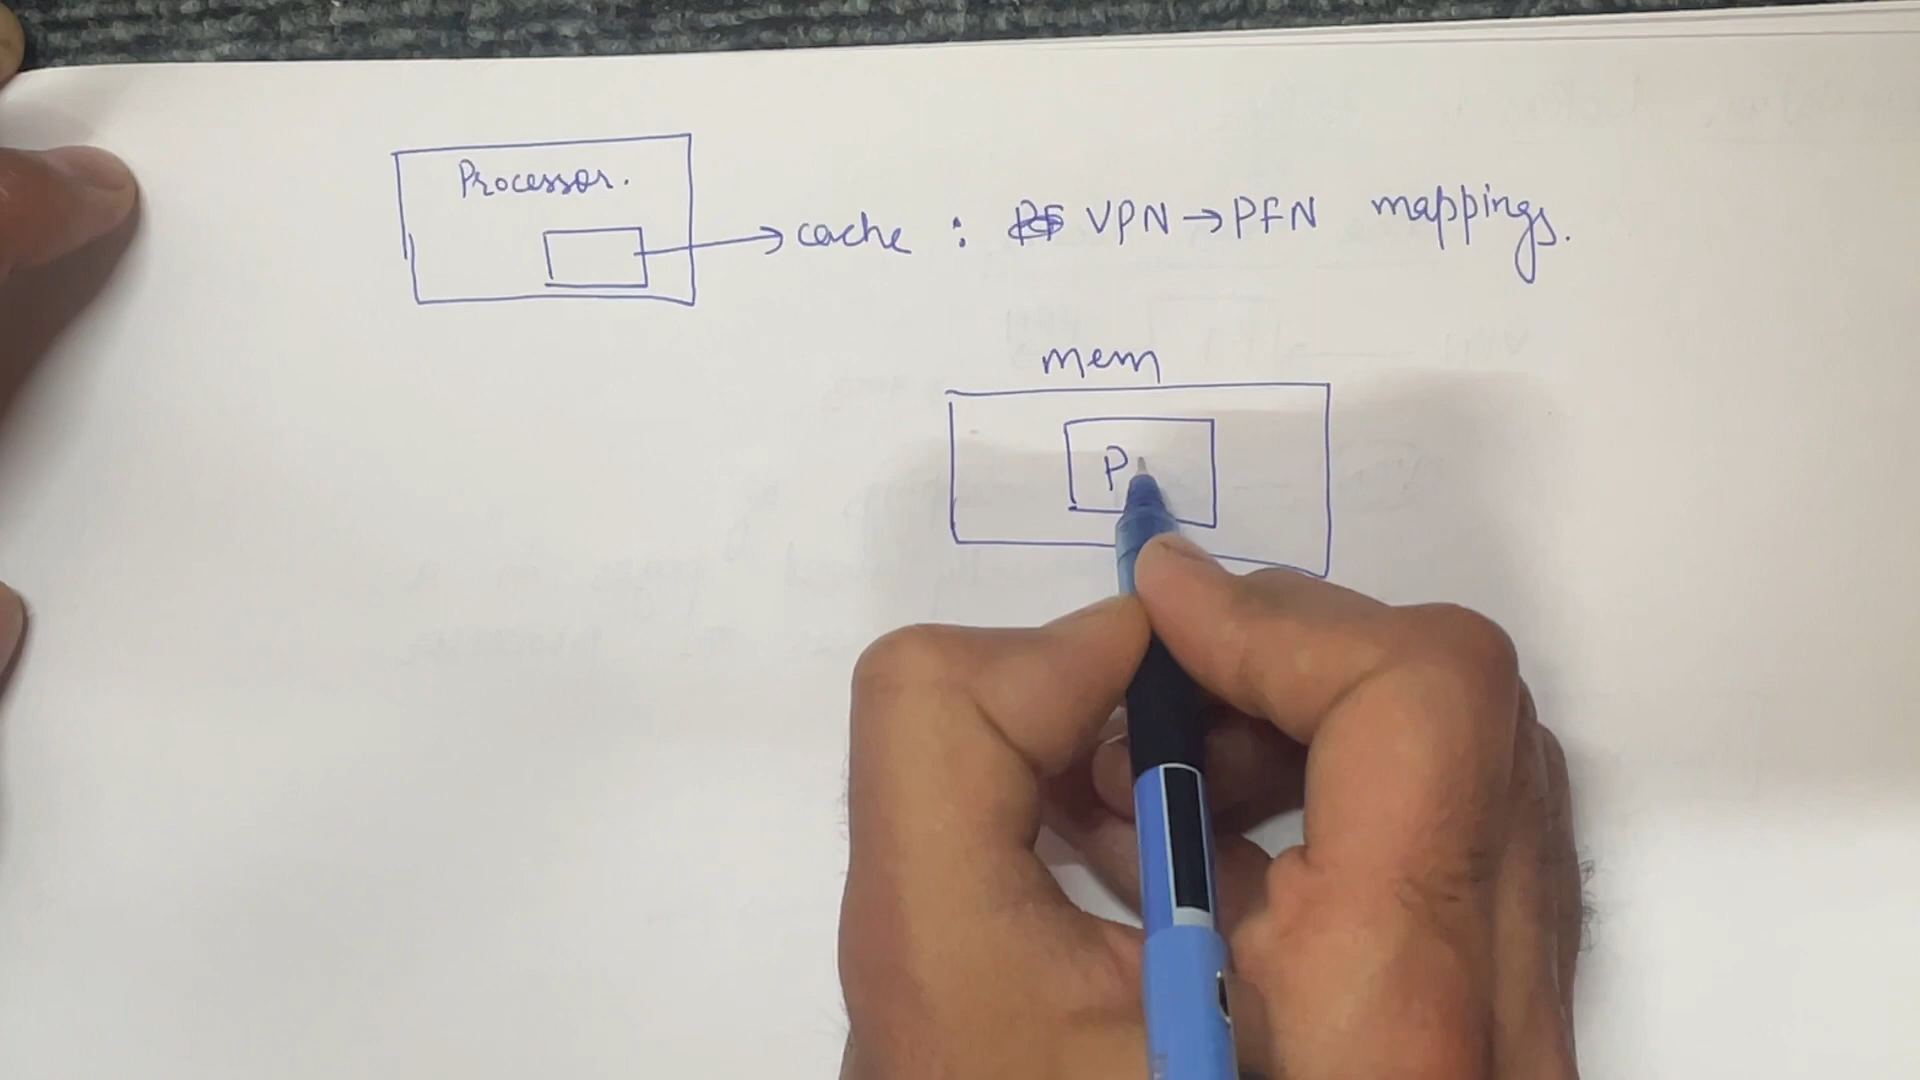 Processor.
cache : VPN → PFN mappings.
mem
P